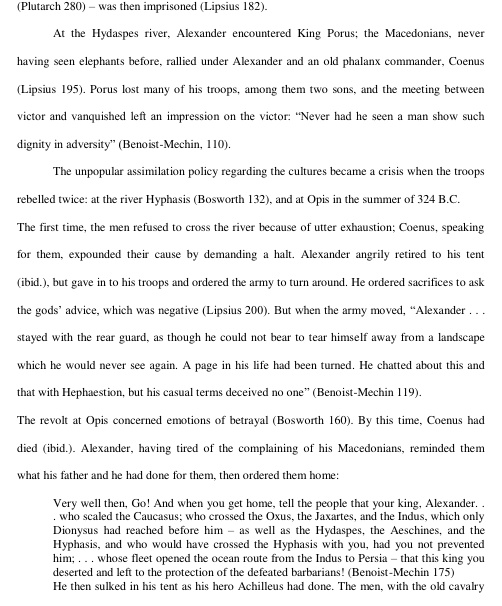 (Plutarch 280) – was then imprisoned (Lipsius 182).
At the Hydaspes river, Alexander encountered King Porus; the Macedonians, never
having seen elephants before, rallied under Alexander and an old phalanx commander, Coenus
(Lipsius 195). Porus lost many of his troops, among them two sons, and the meeting between
victor and vanquished left an impression on the victor: “Never had he seen a man show such
dignity in adversity” (Benoist-Mechin, 110).
The unpopular assimilation policy regarding the cultures became a crisis when the troops
rebelled twice: at the river Hyphasis (Bosworth 132), and at Opis in the summer of 324 B.C.
The first time, the men refused to cross the river because of utter exhaustion; Coenus, speaking
for them, expounded their cause by demanding a halt. Alexander angrily retired to his tent
(ibid.), but gave in to his troops and ordered the army to turn around. He ordered sacrifices to ask
the gods’ advice, which was negative (Lipsius 200). But when the army moved, “Alexander . . .
stayed with the rear guard, as though he could not bear to tear himself away from a landscape
which he would never see again. A page in his life had been turned. He chatted about this and
that with Hephaestion, but his casual terms deceived no one” (Benoist-Mechin 119).
The revolt at Opis concerned emotions of betrayal (Bosworth 160). By this time, Coenus had
died (ibid.). Alexander, having tired of the complaining of his Macedonians, reminded them
what his father and he had done for them, then ordered them home:
Very well then, Go! And when you get home, tell the people that your king, Alexander. .
. who scaled the Caucasus; who crossed the Oxus, the Jaxartes, and the Indus, which only
Dionysus had reached before him – as well as the Hydaspes, the Aeschines, and the
Hyphasis, and who would have crossed the Hyphasis with you, had you not prevented
him; . . . whose fleet opened the ocean route from the Indus to Persia – that this king you
deserted and left to the protection of the defeated barbarians! (Benoist-Mechin 175)
He then sulked in his tent as his hero Achilleus had done. The men, with the old cavalry